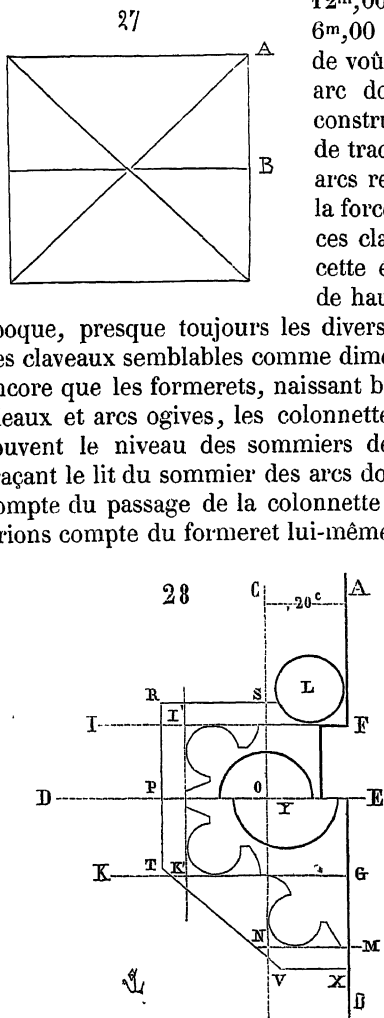 27
A
B
12ᵐ,00
6ᵐ,00
de voû
arc do
constru
de trac
arcs re
la force
ces cla
cette é
de hau
poque, presque toujours les divers
es claveaux semblables comme dime
ncore que les formerets, naissant b
leaux et arcs ogives, les colonnette
ouvent le niveau des sommiers de
raçant le lit du sommier des arcs do
ompte du passage de la colonnette
rions compte du formeret lui-même
28
C
20ᶜ
A
L
R
I'
S
I
F
D
P
O
Y
E
T
K'
K
G
N
M
V
X
B